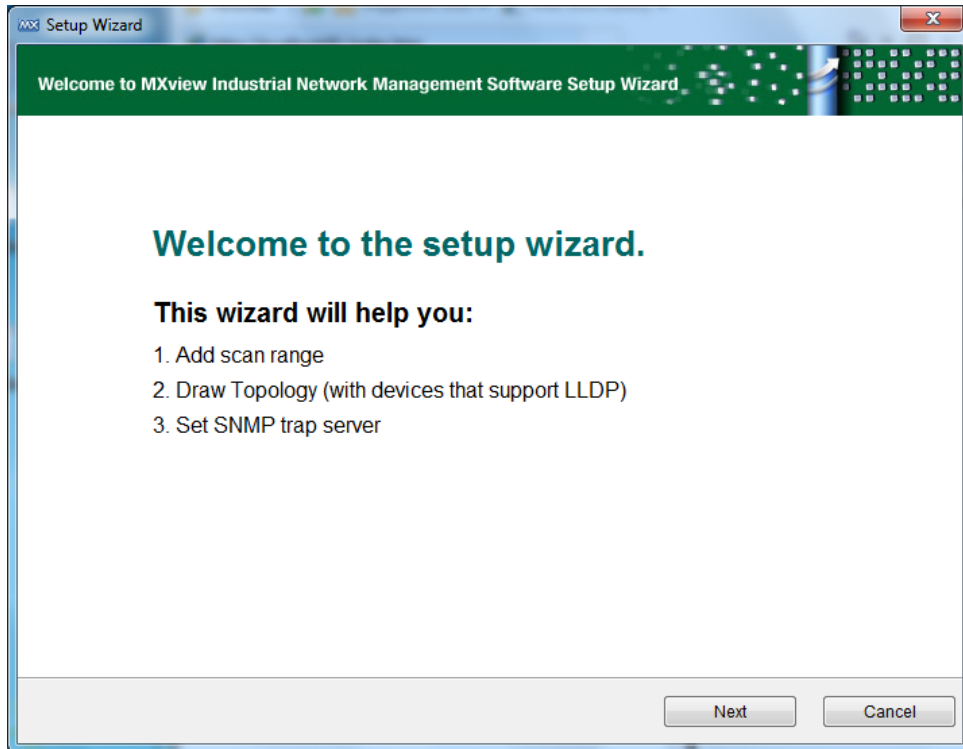 MX Setup Wizard
Welcome to MXview Industrial Network Management Software Setup Wizard
Welcome to the setup wizard.
This wizard will help you:
1. Add scan range
2. Draw Topology (with devices that support LLDP)
3. Set SNMP trap server
Next
Cancel